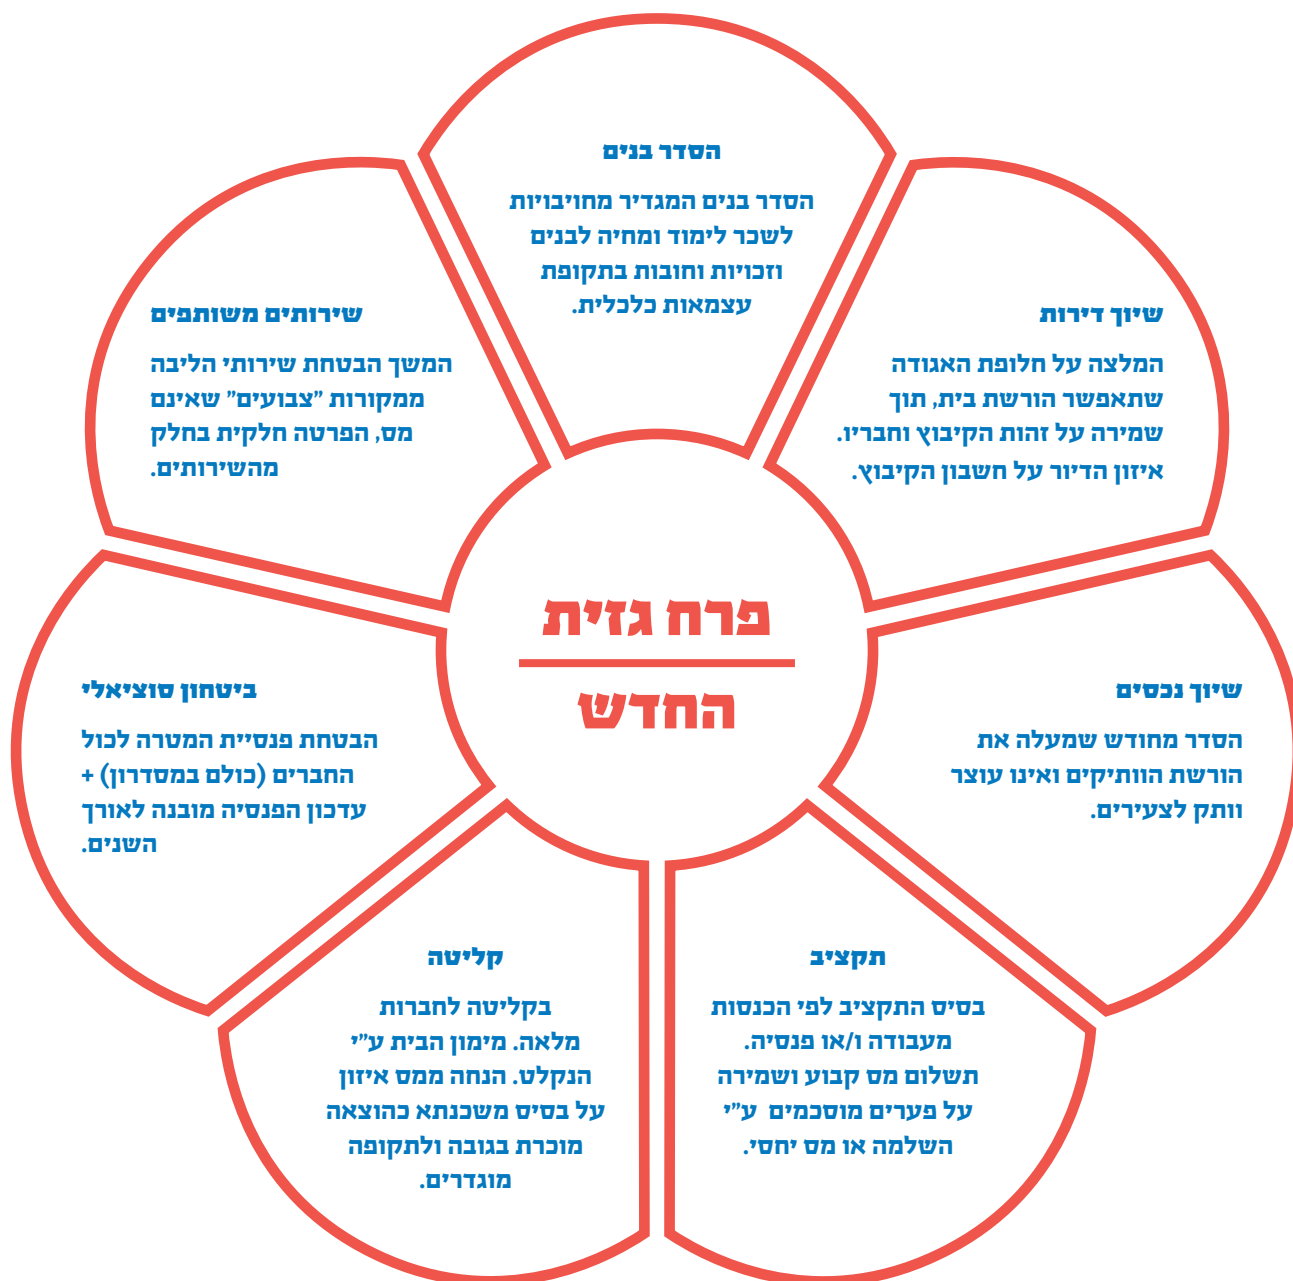 הסדר בנים
הסדר בנים המגדיר מחויבויות
לשכר לימוד ומחיה לבנים
וזכויות וחובות בתקופת
עצמאות כלכלית.
שיוך דירות
המלצה על חלופת האגודה
שתאפשר הורשת בית, תוך
שמירה על זהות הקיבוץ וחבריו.
איזון הדיור על חשבון הקיבוץ.
שיוך נכסים
הסדר מחודש שמעלה את
הורשת הוותיקים ואינו עוצר
וותק לצעירים.
תקציב
בסיס התקציב לפי הכנסות
מעבודה ו/או פנסיה.
תשלום מס קבוע ושמירה
על פערים מוסכמים ע"י
השלמה או מס יחסי.
קליטה
בקליטה לחברות
מלאה. מימון הבית ע"י
הנקלט. הנחה ממס איזון
על בסיס משכנתא כהוצאה
מוכרת בגובה ולתקופה
מוגדרים.
ביטחון סוציאלי
הבטחת פנסיית המטרה לכול
החברים (כולם במסדרון) +
עדכון הפנסיה מובנה לאורך
השנים.
שירותים משותפים
המשך הבטחת שירותי הליבה
ממקורות "צבועים" שאינם
מס, הפרטה חלקית בחלק
מהשירותים.
פרח גזית
החדש